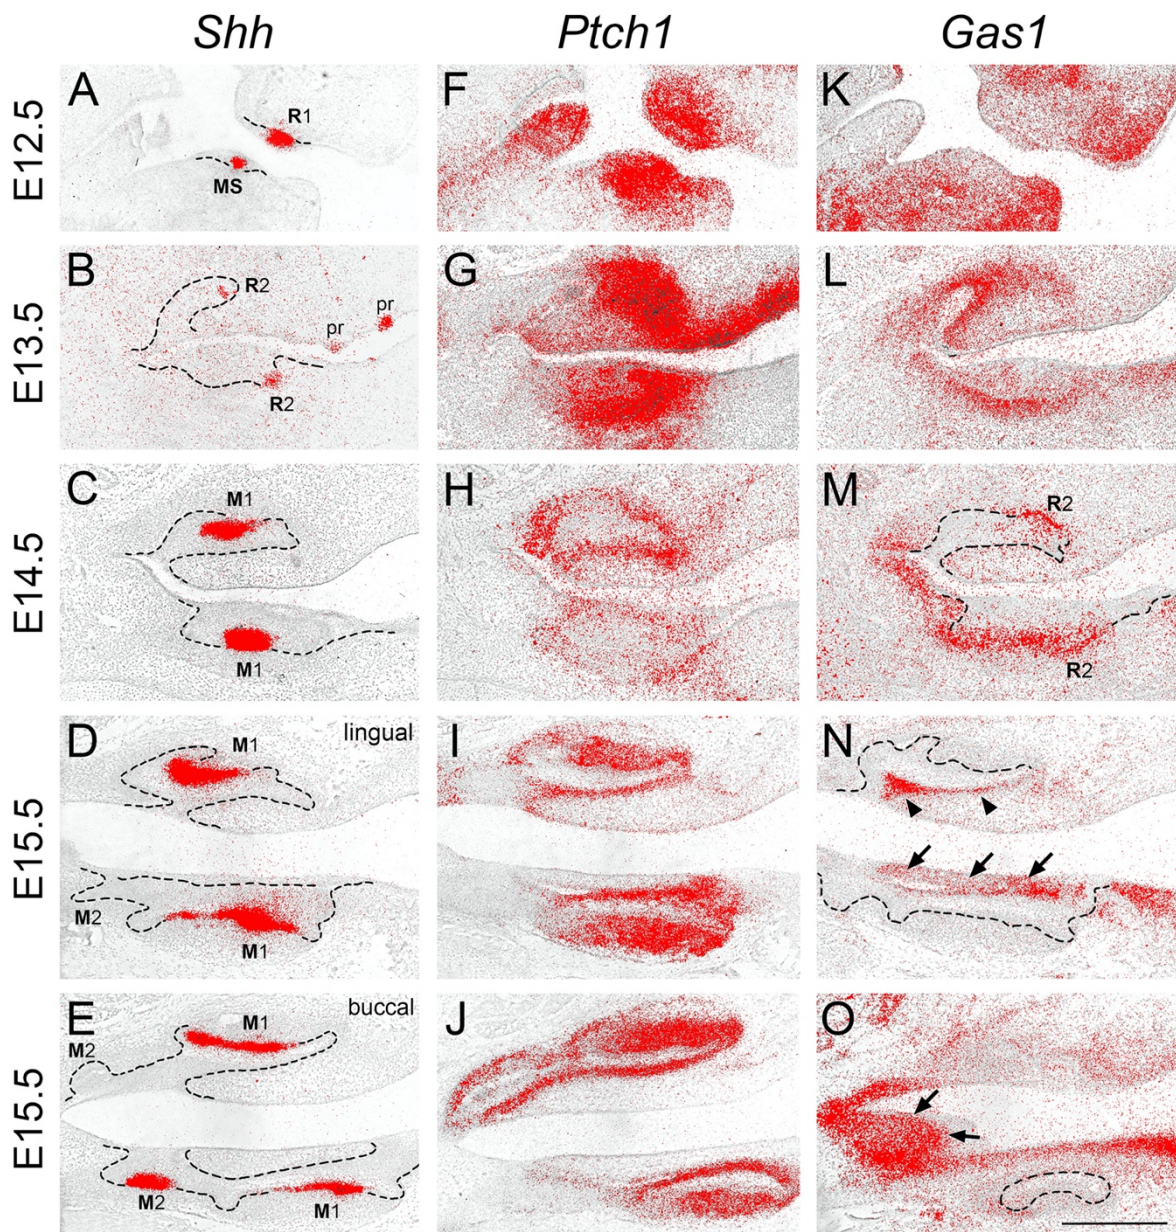 Shh Ptch1 Gas1
E12.5
A R1 MS
F
K
E13.5
B R2 pr pr R2
G
L
E14.5
C M1 M1
H
M R2 R2
E15.5
D M1 lingual M2 M1
I
N
E15.5
E M1 buccal M2 M2 M1
J
O